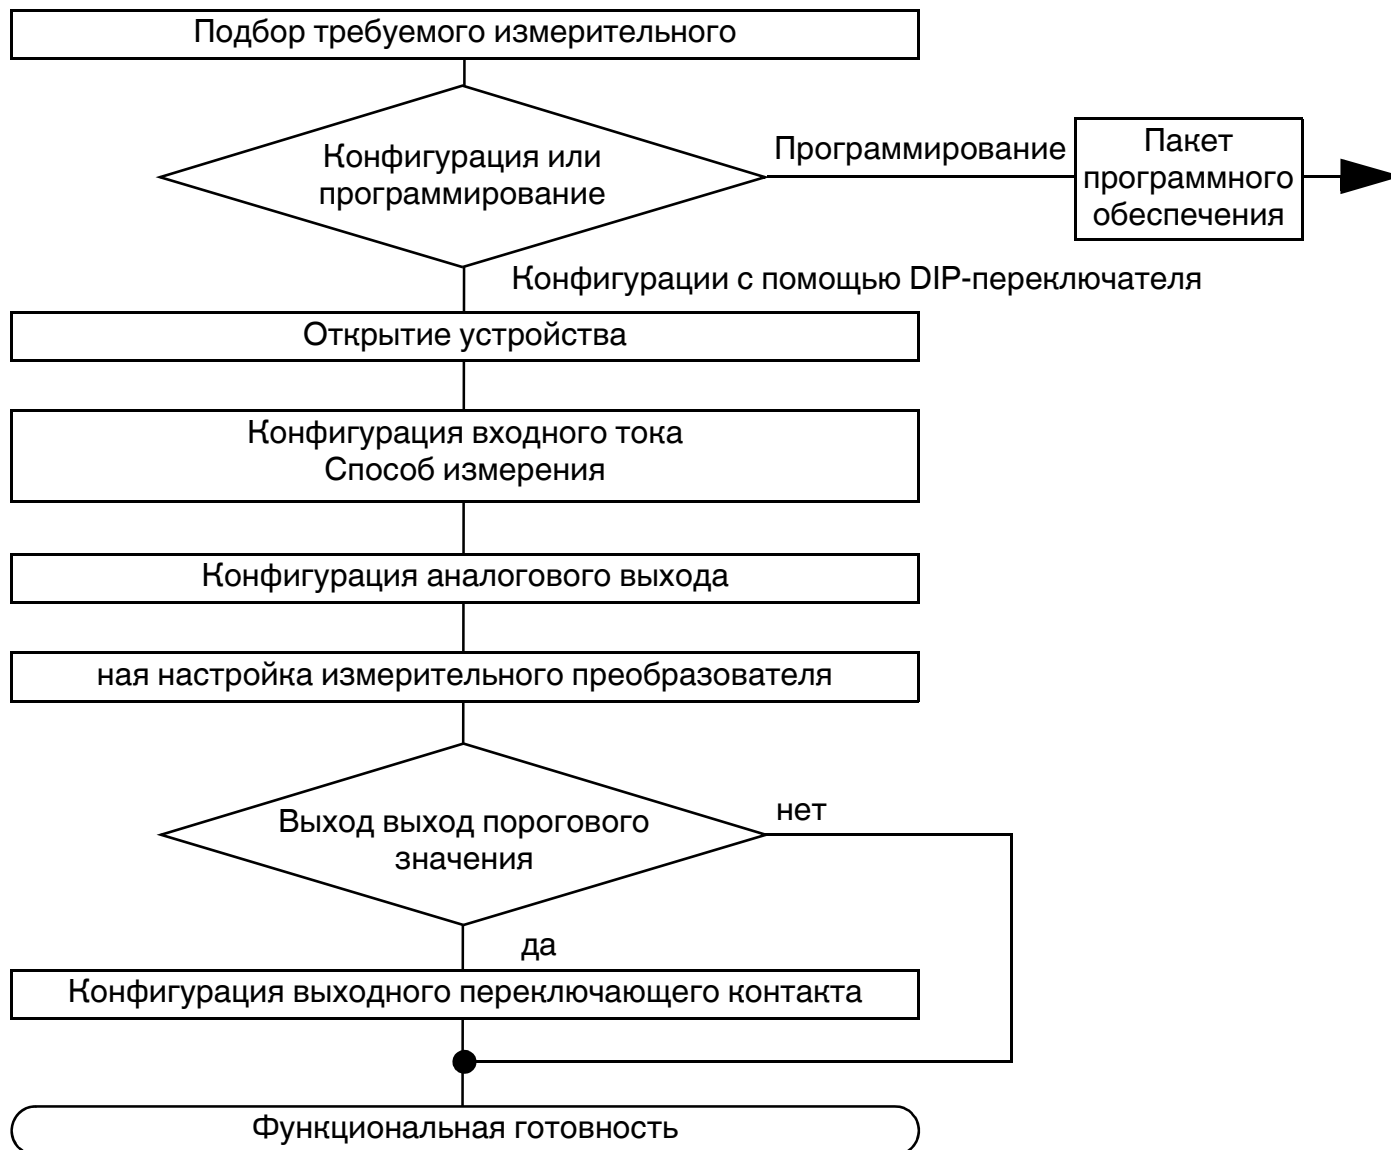 Подбор требуемого измерительного
Конфигурация или
программирование
Программирование
Пакет
программного
обеспечения
Конфигурации с помощью DIP-переключателя
Открытие устройства
Конфигурация входного тока
Способ измерения
Конфигурация аналогового выхода
ная настройка измерительного преобразователя
Выход выход порогового
значения
нет
да
Конфигурация выходного переключающего контакта
Функциональная готовность